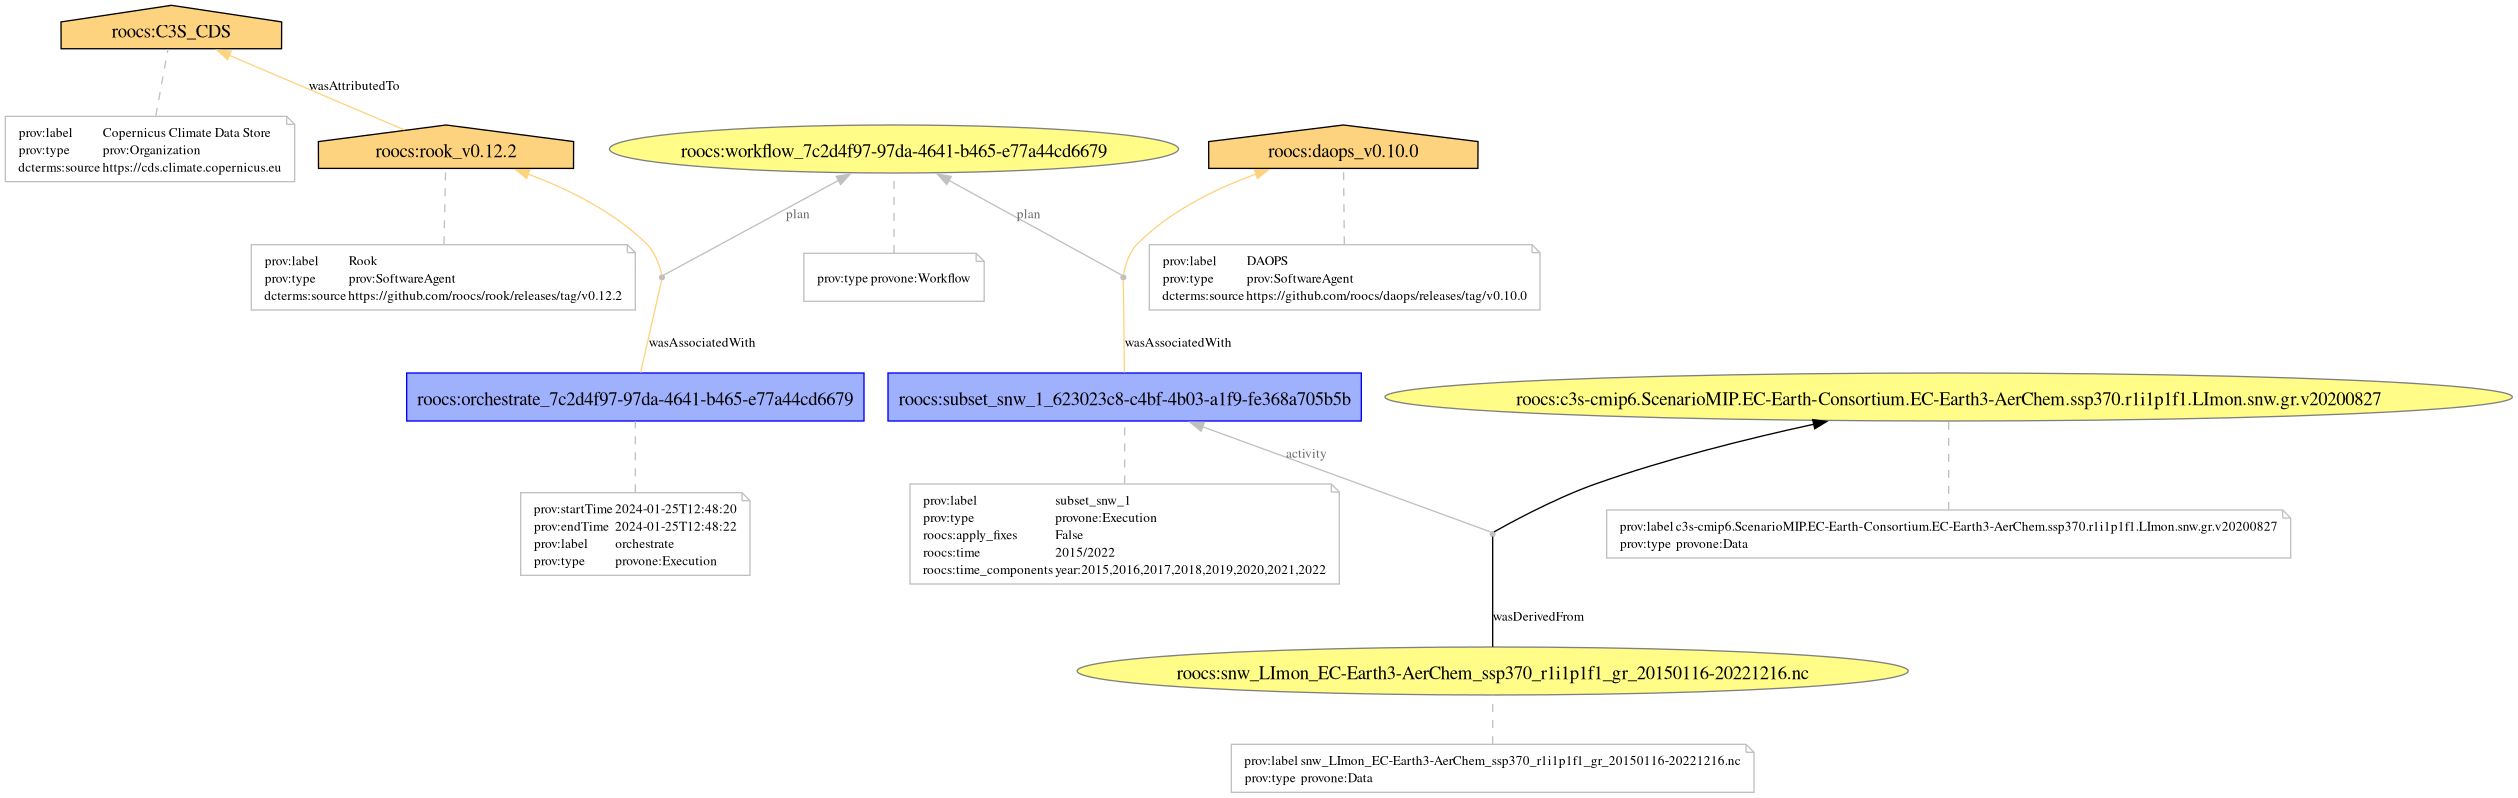 roocs:C3S_CDS
wasAttributedTo
prov:label Copernicus Climate Data Store
prov:type prov:Organization
dcterms:source https://cds.climate.copernicus.eu
roocs:rook_v0.12.2
roocs:workflow_7c2d4f97-97da-4641-b465-e77a44cd6679
roocs:daops_v0.10.0
plan
plan
prov:label Rook
prov:type prov:SoftwareAgent
dcterms:source https://github.com/roocs/rook/releases/tag/v0.12.2
prov:type provone:Workflow
prov:label DAOPS
prov:type prov:SoftwareAgent
dcterms:source https://github.com/roocs/daops/releases/tag/v0.10.0
wasAssociatedWith
wasAssociatedWith
roocs:orchestrate_7c2d4f97-97da-4641-b465-e77a44cd6679
roocs:subset_snw_1_623023c8-c4bf-4b03-a1f9-fe368a705b5b
roocs:c3s-cmip6.ScenarioMIP.EC-Earth-Consortium.EC-Earth3-AerChem.ssp370.r1i1p1f1.LImon.snw.gr.v20200827
activity
prov:startTime 2024-01-25T12:48:20
prov:endTime 2024-01-25T12:48:22
prov:label orchestrate
prov:type provone:Execution
prov:label subset_snw_1
prov:type provone:Execution
roocs:apply_fixes False
roocs:time 2015/2022
roocs:time_components year:2015,2016,2017,2018,2019,2020,2021,2022
prov:label c3s-cmip6.ScenarioMIP.EC-Earth-Consortium.EC-Earth3-AerChem.ssp370.r1i1p1f1.LImon.snw.gr.v20200827
prov:type provone:Data
wasDerivedFrom
roocs:snw_LImon_EC-Earth3-AerChem_ssp370_r1i1p1f1_gr_20150116-20221216.nc
prov:label snw_LImon_EC-Earth3-AerChem_ssp370_r1i1p1f1_gr_20150116-20221216.nc
prov:type provone:Data